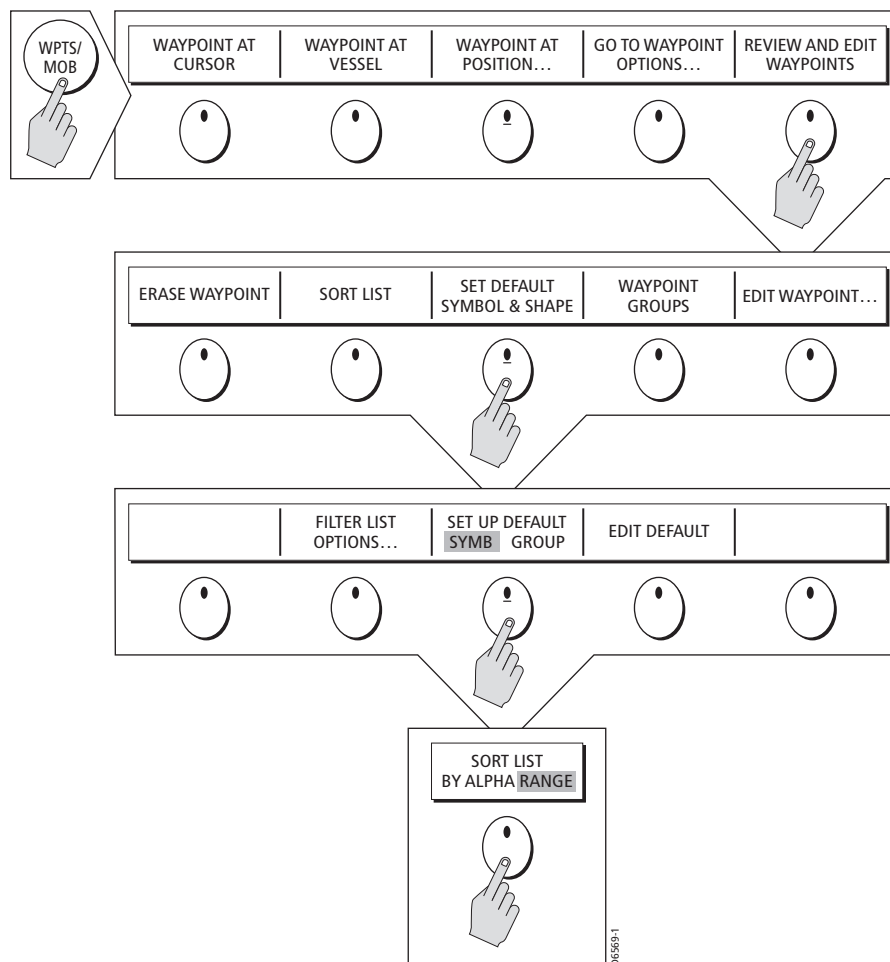 WPTS/
MOB
WAYPOINT AT
CURSOR
WAYPOINT AT
VESSEL
WAYPOINT AT
POSITION...
GO TO WAYPOINT
OPTIONS...
REVIEW AND EDIT
WAYPOINTS
ERASE WAYPOINT
SORT LIST
SET DEFAULT
SYMBOL & SHAPE
WAYPOINT
GROUPS
EDIT WAYPOINT...
FILTER LIST
OPTIONS...
SET UP DEFAULT
SYMB GROUP
EDIT DEFAULT
SORT LIST
BY ALPHA RANGE
06569-1